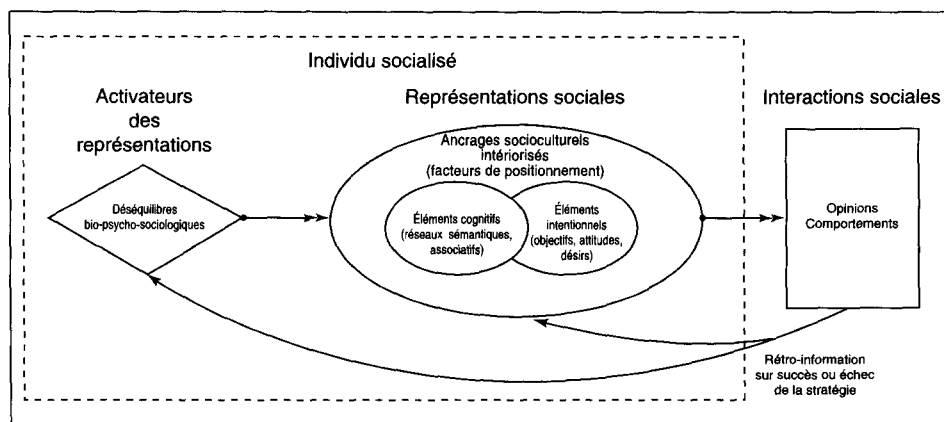 Individu socialisé
Activateurs
des
représentations
Représentations sociales
Interactions sociales
Déséquilibres
bio-psycho-sociologiques
Ancrages socioculturels
intériorisés
(facteurs de positionnement)
Éléments cognitifs
(réseaux sémantiques,
associatifs)
Éléments
intentionnels
(objectifs, attitudes,
désirs)
Opinions
Comportements
Rétro-information
sur succès ou échec
de la stratégie